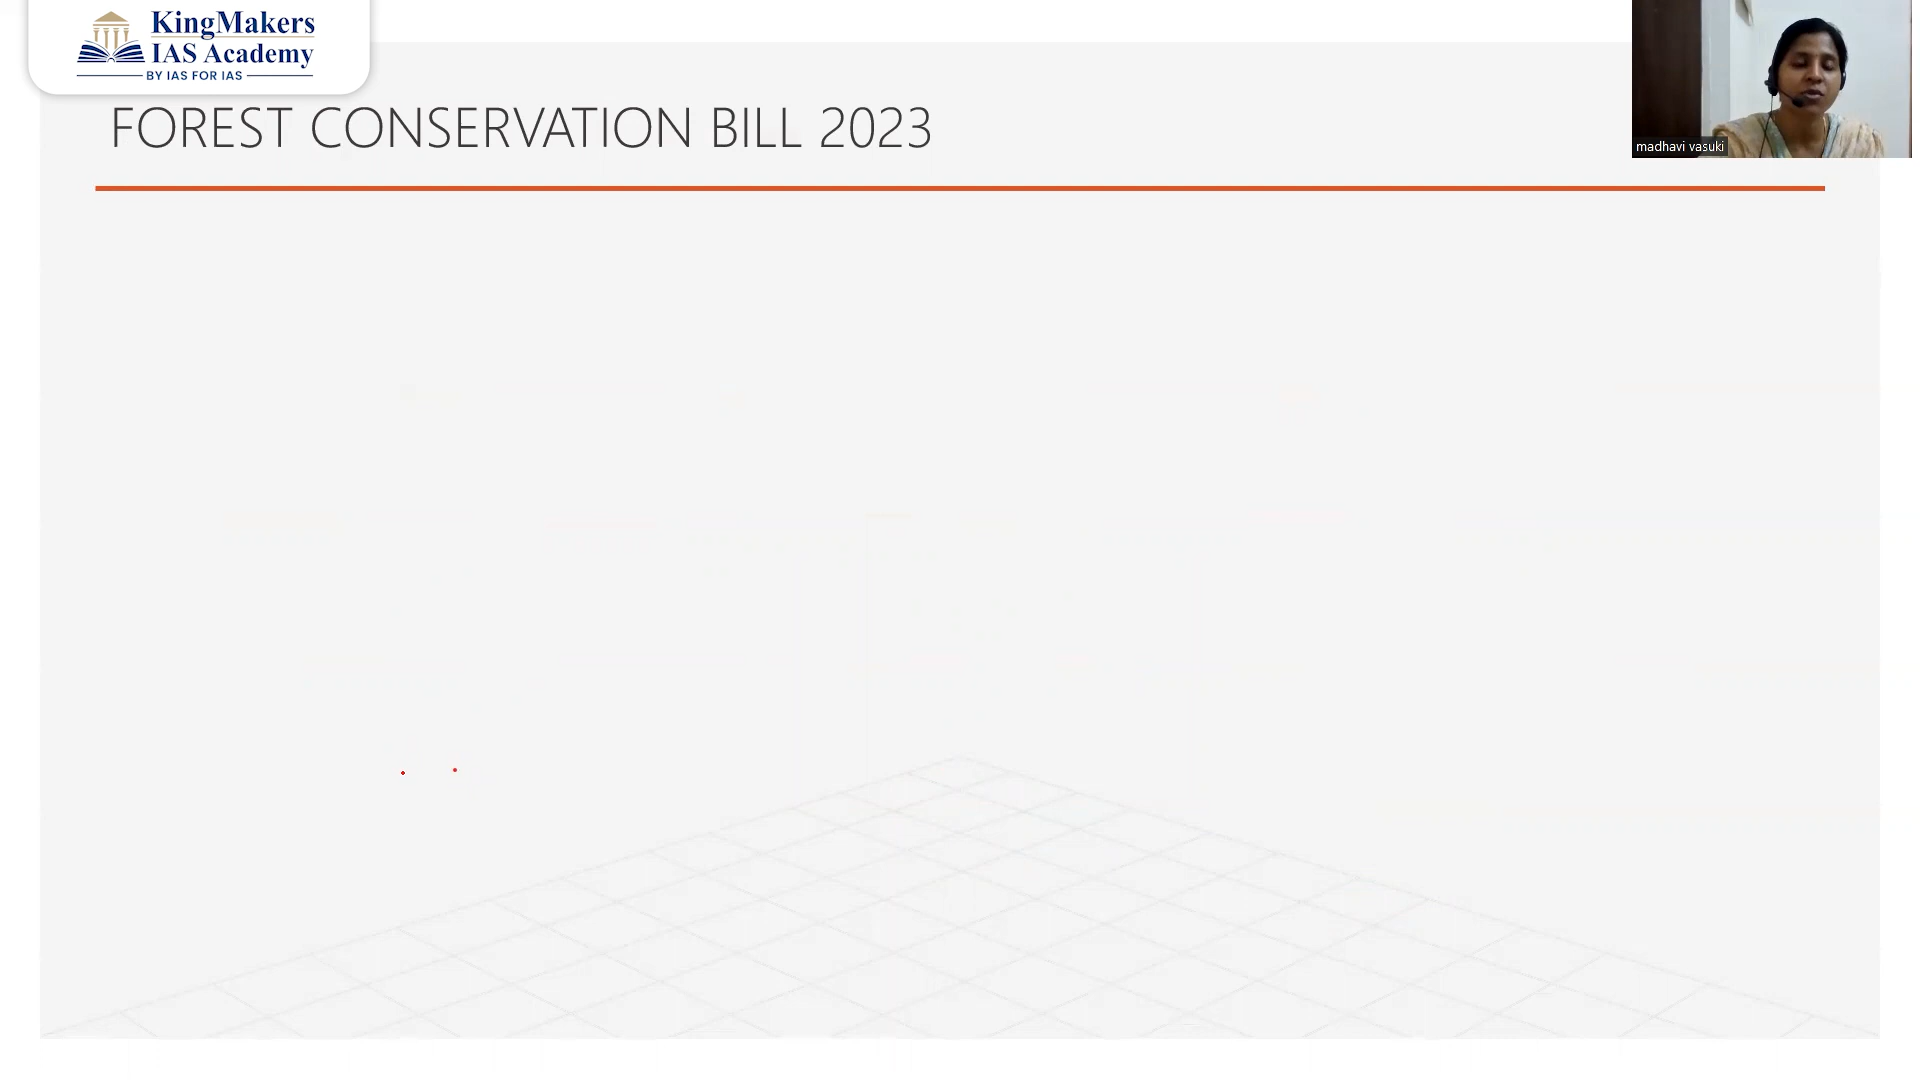 KingMakers
IAS Academy
BY IAS FOR IAS
FOREST CONSERVATION BILL 2023
madhavi vasuki